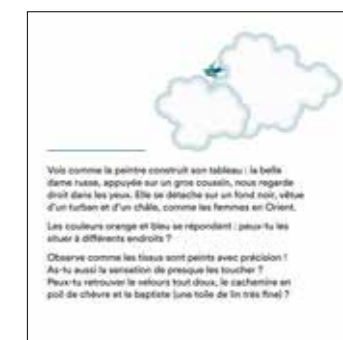 Vois comme la peintre construit son tableau : la belle
dame russe, appuyée sur un gros coussin, nous regarde
droit dans les yeux. Elle se détache sur un fond noir, vêtue
d'un turban et d'un châle, comme les femmes en Orient.
Les couleurs orange et bleu se répondent : peux-tu les
situer à différents endroits ?
Observe comme les tissus sont peints avec précision !
As-tu aussi la sensation de presque les toucher ?
Peux-tu retrouver le velours tout doux, le cachemire en
poil de chèvre et la baptiste (une toile de lin très fine) ?